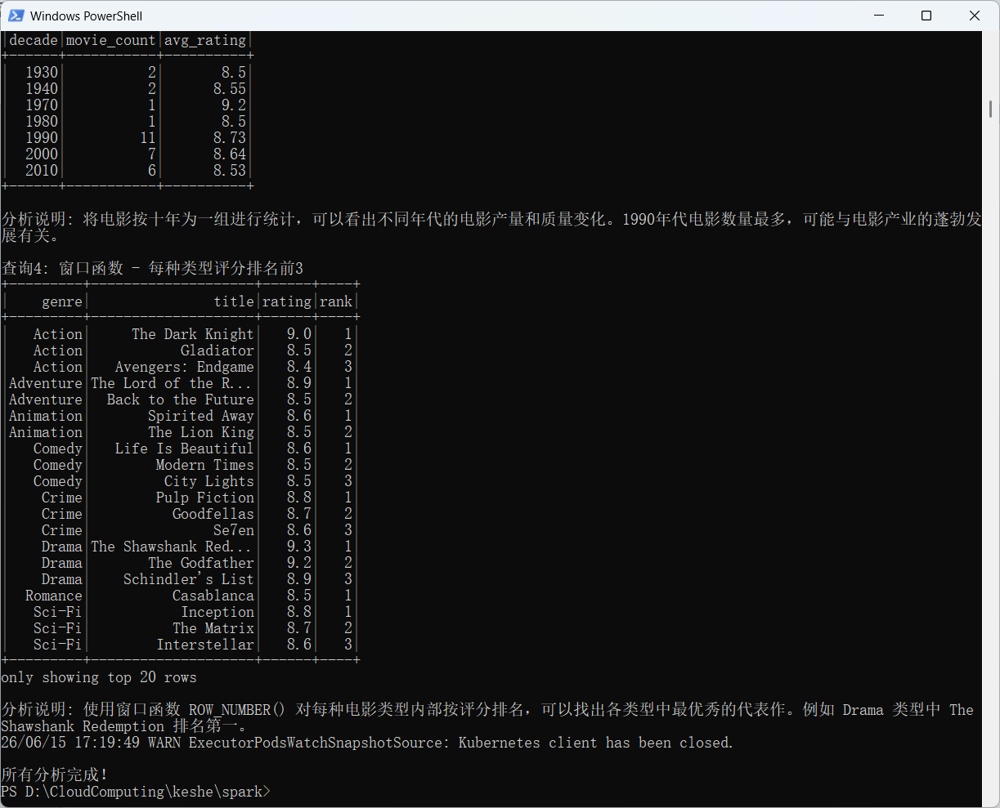 Windows PowerShell
|decade|movie_count|avg_rating|
+------+-----------+----------+
|  1930|          2|       8.5|
|  1940|          2|      8.55|
|  1970|          1|       9.2|
|  1980|          1|       8.5|
|  1990|         11|      8.73|
|  2000|          7|      8.64|
|  2010|          6|      8.53|
+------+-----------+----------+
分析说明: 将电影按十年为一组进行统计，可以看出不同年代的电影产量和质量变化。1990年代电影数量最多，可能与电影产业的蓬勃发
展有关。
查询4: 窗口函数 - 每种类型评分排名前3
+---------+--------------------+------+----+
|    genre|               title|rating|rank|
+---------+--------------------+------+----+
|   Action|     The Dark Knight|   9.0|   1|
|   Action|           Gladiator|   8.5|   2|
|   Action|   Avengers: Endgame|   8.4|   3|
|Adventure|The Lord of the R...|   8.9|   1|
|Adventure|  Back to the Future|   8.5|   2|
|Animation|       Spirited Away|   8.6|   1|
|Animation|       The Lion King|   8.5|   2|
|   Comedy|   Life Is Beautiful|   8.6|   1|
|   Comedy|        Modern Times|   8.5|   2|
|   Comedy|         City Lights|   8.5|   3|
|    Crime|        Pulp Fiction|   8.8|   1|
|    Crime|          Goodfellas|   8.7|   2|
|    Crime|               Se7en|   8.6|   3|
|    Drama|The Shawshank Red...|   9.3|   1|
|    Drama|       The Godfather|   9.2|   2|
|    Drama|    Schindler's List|   8.9|   3|
|  Romance|          Casablanca|   8.5|   1|
|   Sci-Fi|           Inception|   8.8|   1|
|   Sci-Fi|          The Matrix|   8.7|   2|
|   Sci-Fi|        Interstellar|   8.6|   3|
+---------+--------------------+------+----+
only showing top 20 rows
分析说明: 使用窗口函数 ROW_NUMBER() 对每种电影类型内部按评分排名，可以找出各类型中最优秀的代表作。例如 Drama 类型中 The
Shawshank Redemption 排名第一。
26/06/15 17:19:49 WARN ExecutorPodsWatchSnapshotSource: Kubernetes client has been closed.
所有分析完成!
PS D:\CloudComputing\keshe\spark>